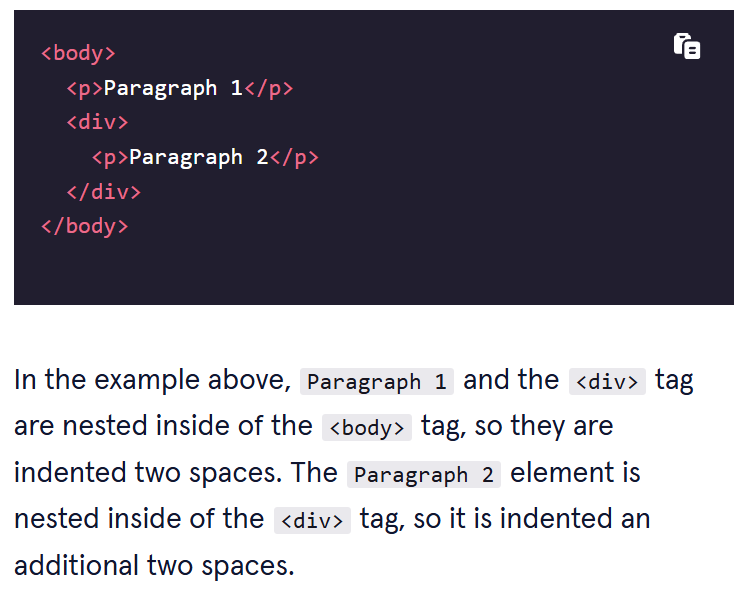 <body>
  <p>Paragraph 1</p>
  <div>
    <p>Paragraph 2</p>
  </div>
</body>
In the example above, Paragraph 1 and the <div> tag
are nested inside of the <body> tag, so they are
indented two spaces. The Paragraph 2 element is
nested inside of the <div> tag, so it is indented an
additional two spaces.